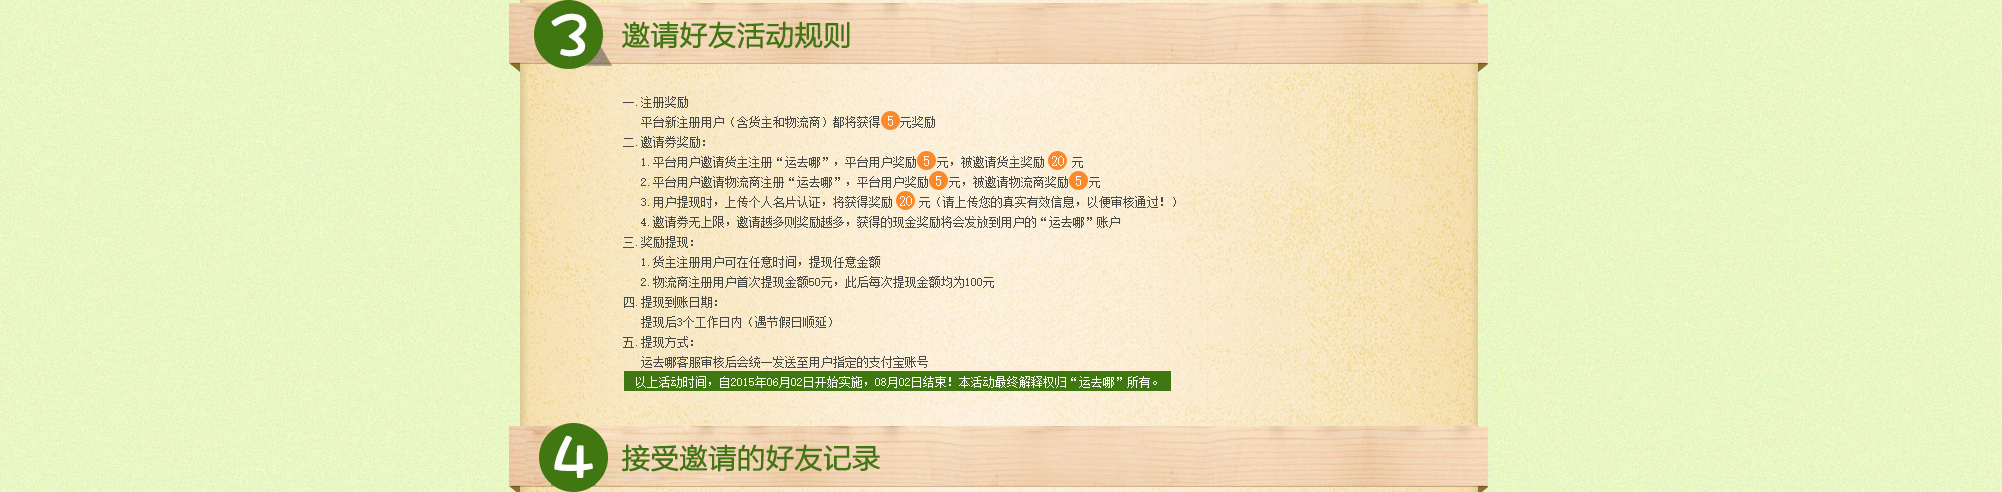 3 邀请好友活动规则
一.注册奖励
平台新注册用户（含货主和物流商）都将获得5元奖励
二.邀请券奖励：
1.平台用户邀请货主注册“运去哪”，平台用户奖励5元，被邀请货主奖励 20 元
2.平台用户邀请物流商注册“运去哪”，平台用户奖励5元，被邀请物流商奖励5元
3.用户提现时，上传个人名片认证，将获得奖励 20 元（请上传您的真实有效信息，以便审核通过！）
4.邀请券无上限，邀请越多则奖励越多，获得的现金奖励将会发放到用户的“运去哪”账户
三.奖励提现：
1.货主注册用户可在任意时间，提现任意金额
2.物流商注册用户首次提现金额50元，此后每次提现金额均为100元
四.提现到账日期：
提现后3个工作日内（遇节假日顺延）
五.提现方式：
运去哪客服审核后会统一发送至用户指定的支付宝账号
以上活动时间，自2015年06月02日开始实施，08月02日结束！本活动最终解释权归“运去哪”所有。
4 接受邀请的好友记录